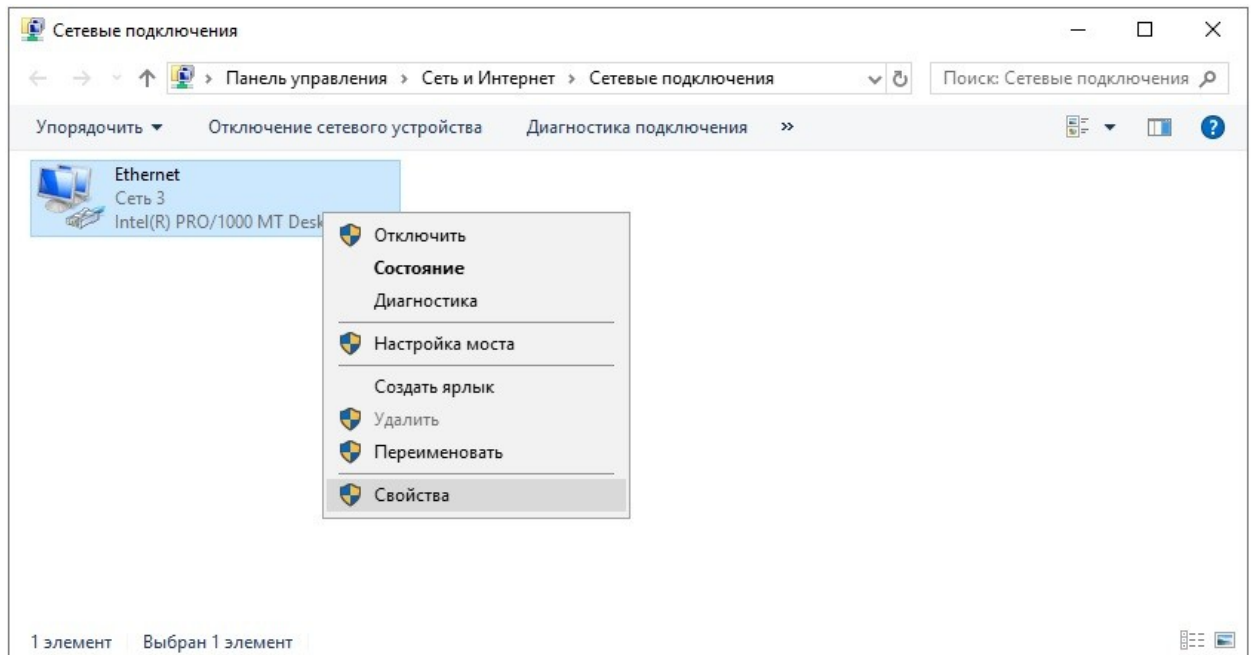 Сетевые подключения
Панель управления > Сеть и Интернет > Сетевые подключения
Поиск: Сетевые подключения
Упорядочить Отключение сетевого устройства Диагностика подключения »
Ethernet
Сеть 3
Intel(R) PRO/1000 MT Desk
Отключить
Состояние
Диагностика
Настройка моста
Создать ярлык
Удалить
Переименовать
Свойства
1 элемент Выбран 1 элемент